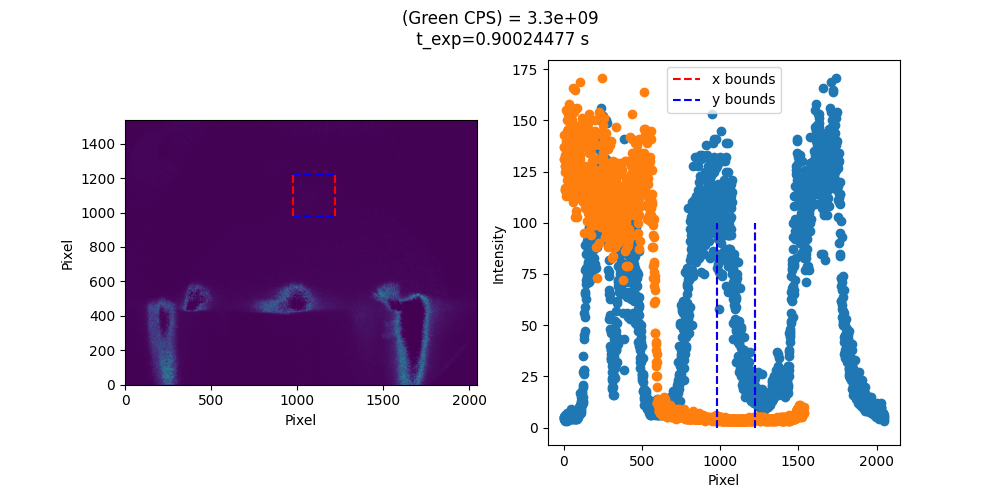 (Green CPS) = 3.3e+09
t_exp=0.90024477 s
1400
1200
1000
800
600
400
200
0
Pixel
0 500 1000 1500 2000
Pixel
175
150
125
100
75
50
25
0
Intensity
x bounds
y bounds
0 500 1000 1500 2000
Pixel